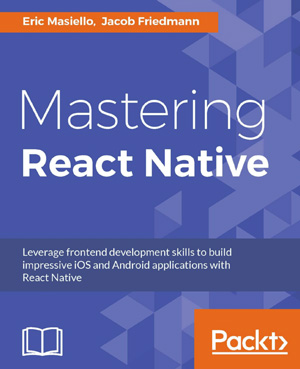 Eric Masiello, Jacob Friedmann
Mastering
React Native
Leverage frontend development skills to build
impressive iOS and Android applications with
React Native
Packt>